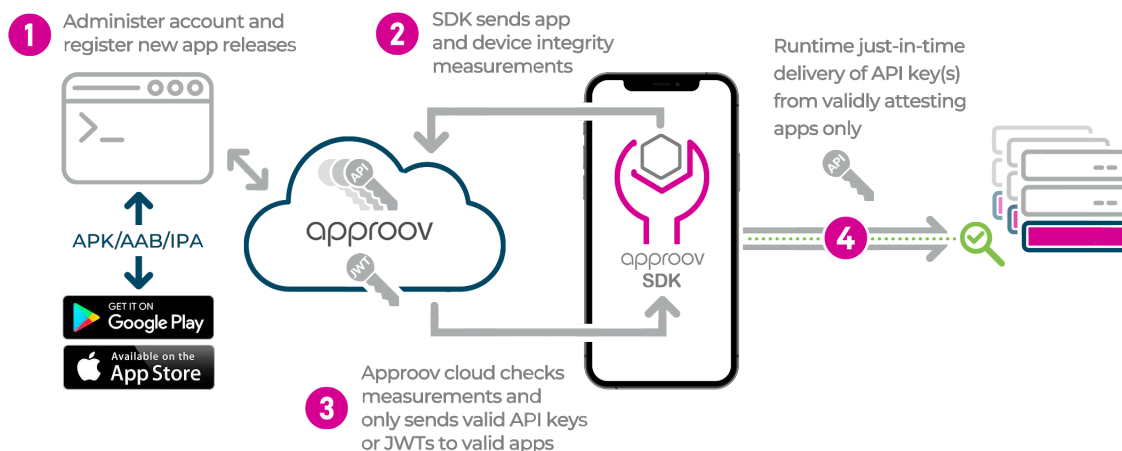 1
Administer account and
register new app releases
>_
APK/AAB/IPA
GET IT ON
Google Play
Available on the
App Store
2
SDK sends app
and device integrity
measurements
API
approov
JWT
approov
SDK
3
Approov cloud checks
measurements and
only sends valid API keys
or JWTs to valid apps
Runtime just-in-time
delivery of API key(s)
from validly attesting
apps only
API
4